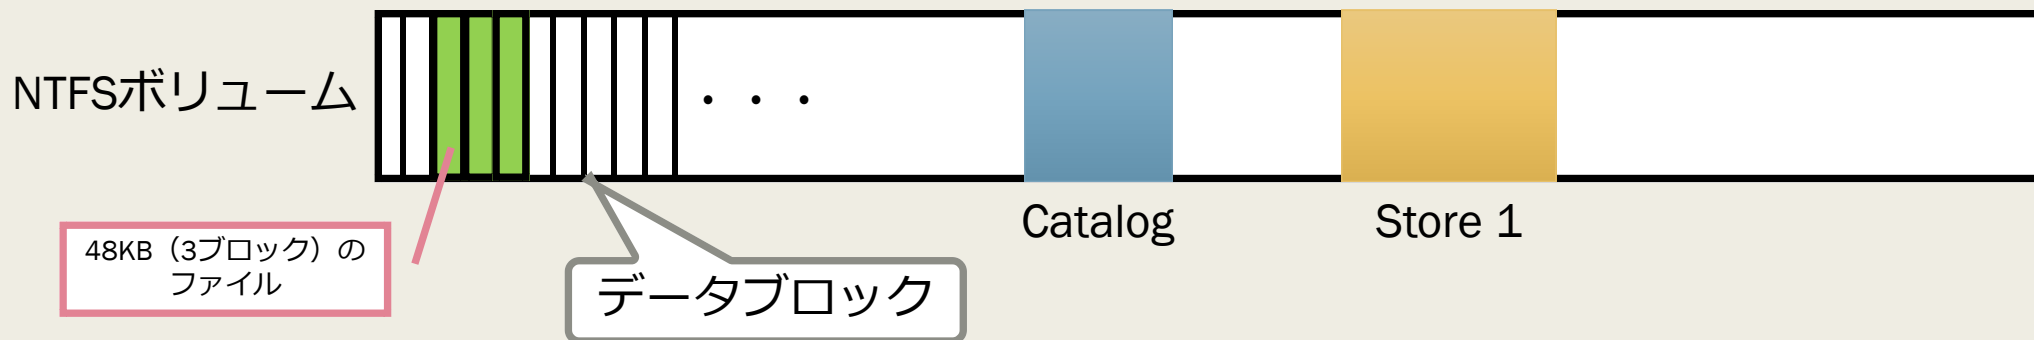 NTFSボリューム
・・・
Catalog
Store 1
48KB（3ブロック）の
ファイル
データブロック